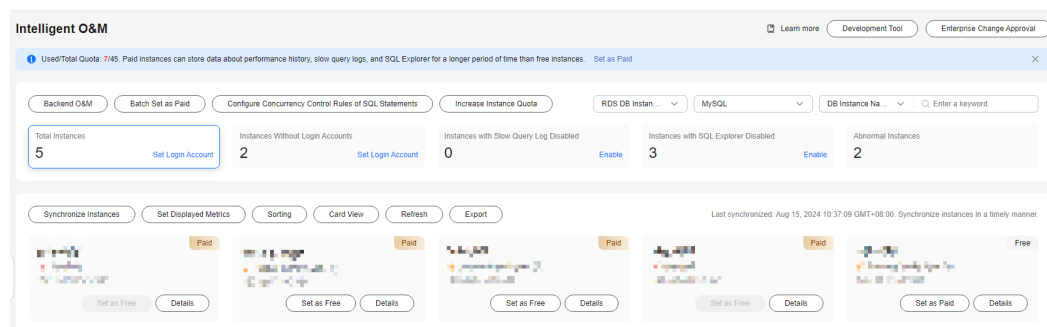 Intelligent O&M
Learn more
Development Tool
Enterprise Change Approval
Used/Total Quota: 7/45. Paid instances can store data about performance history, slow query logs, and SQL Explorer for a longer period of time than free instances. Set as Paid
Backend O&M
Batch Set as Paid
Configure Concurrency Control Rules of SQL Statements
Increase Instance Quota
RDS DB Instan...
MySQL
DB Instance Na...
Enter a keyword.
Total Instances
5
Set Login Account
Instances Without Login Accounts
2
Set Login Account
Instances with Slow Query Log Disabled
0
Enable
Instances with SQL Explorer Disabled
3
Enable
Abnormal Instances
2
Synchronize Instances
Set Displayed Metrics
Sorting
Card View
Refresh
Export
Last synchronized: Aug 15, 2024 10:37:09 GMT+08:00. Synchronize instances in a timely manner.
Paid
Set as Free
Details
Paid
Set as Free
Details
Paid
Set as Free
Details
Paid
Set as Free
Details
Free
Set as Paid
Details